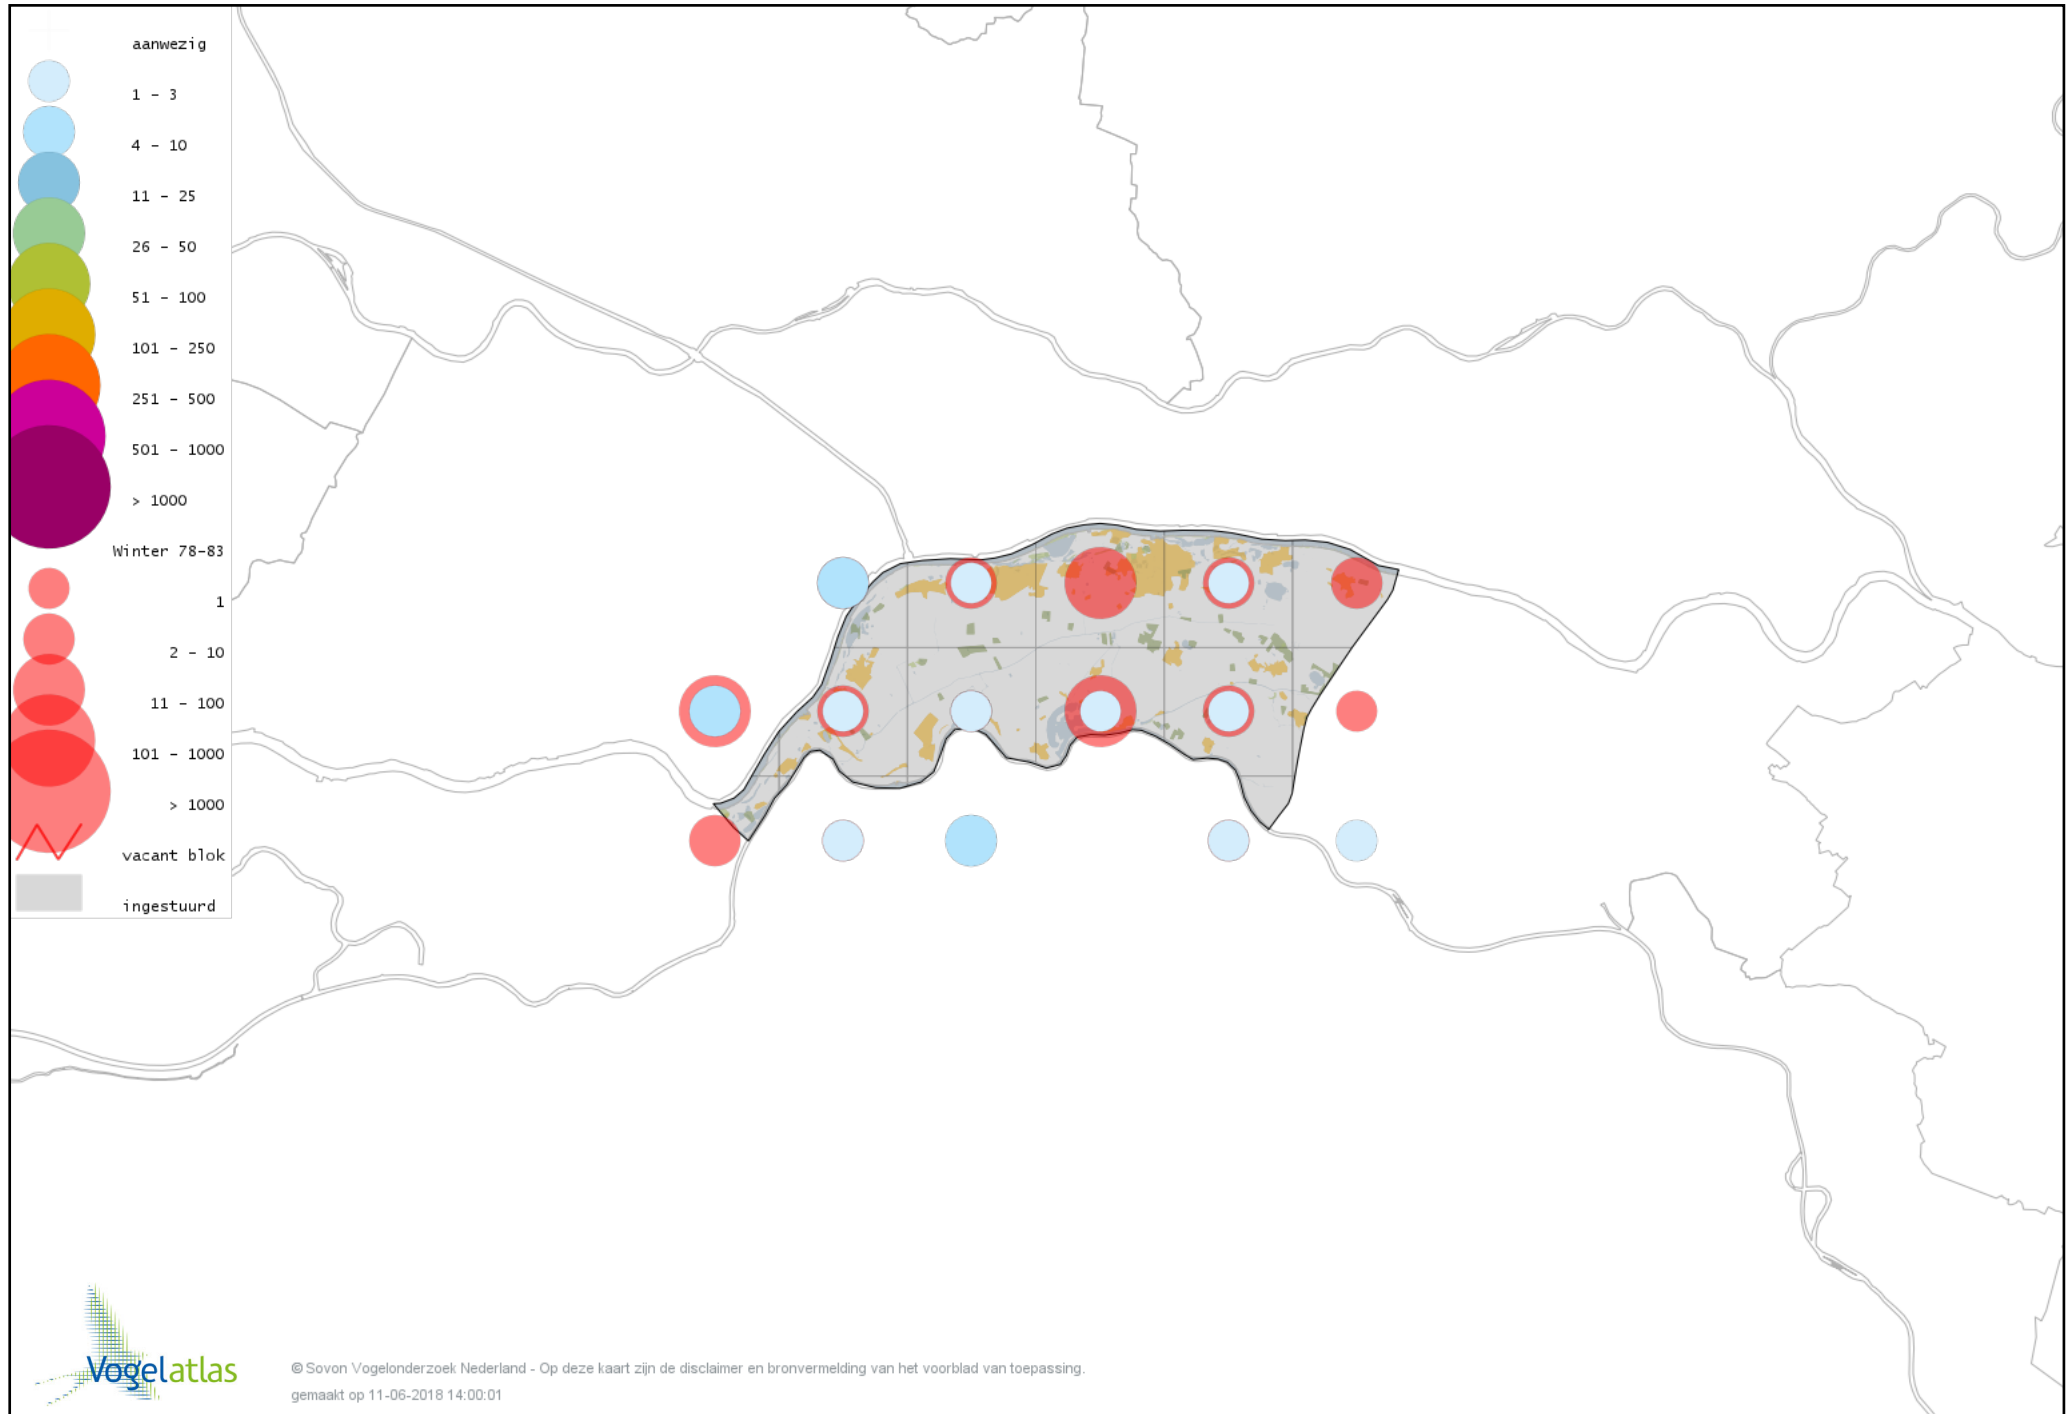 aanwezig
1 - 3
4 - 10
11 - 25
26 - 50
51 - 100
101 - 250
251 - 500
501 - 1000
> 1000
Winter 78-83
1
2 - 10
11 - 100
101 - 1000
> 1000
vacant blok
ingestuurd
Vogelatlas
© Sovon Vogelonderzoek Nederland - Op deze kaart zijn de disclaimer en bronvermelding van het voorblad van toepassing.
gemaakt op 11-06-2018 14:00:01